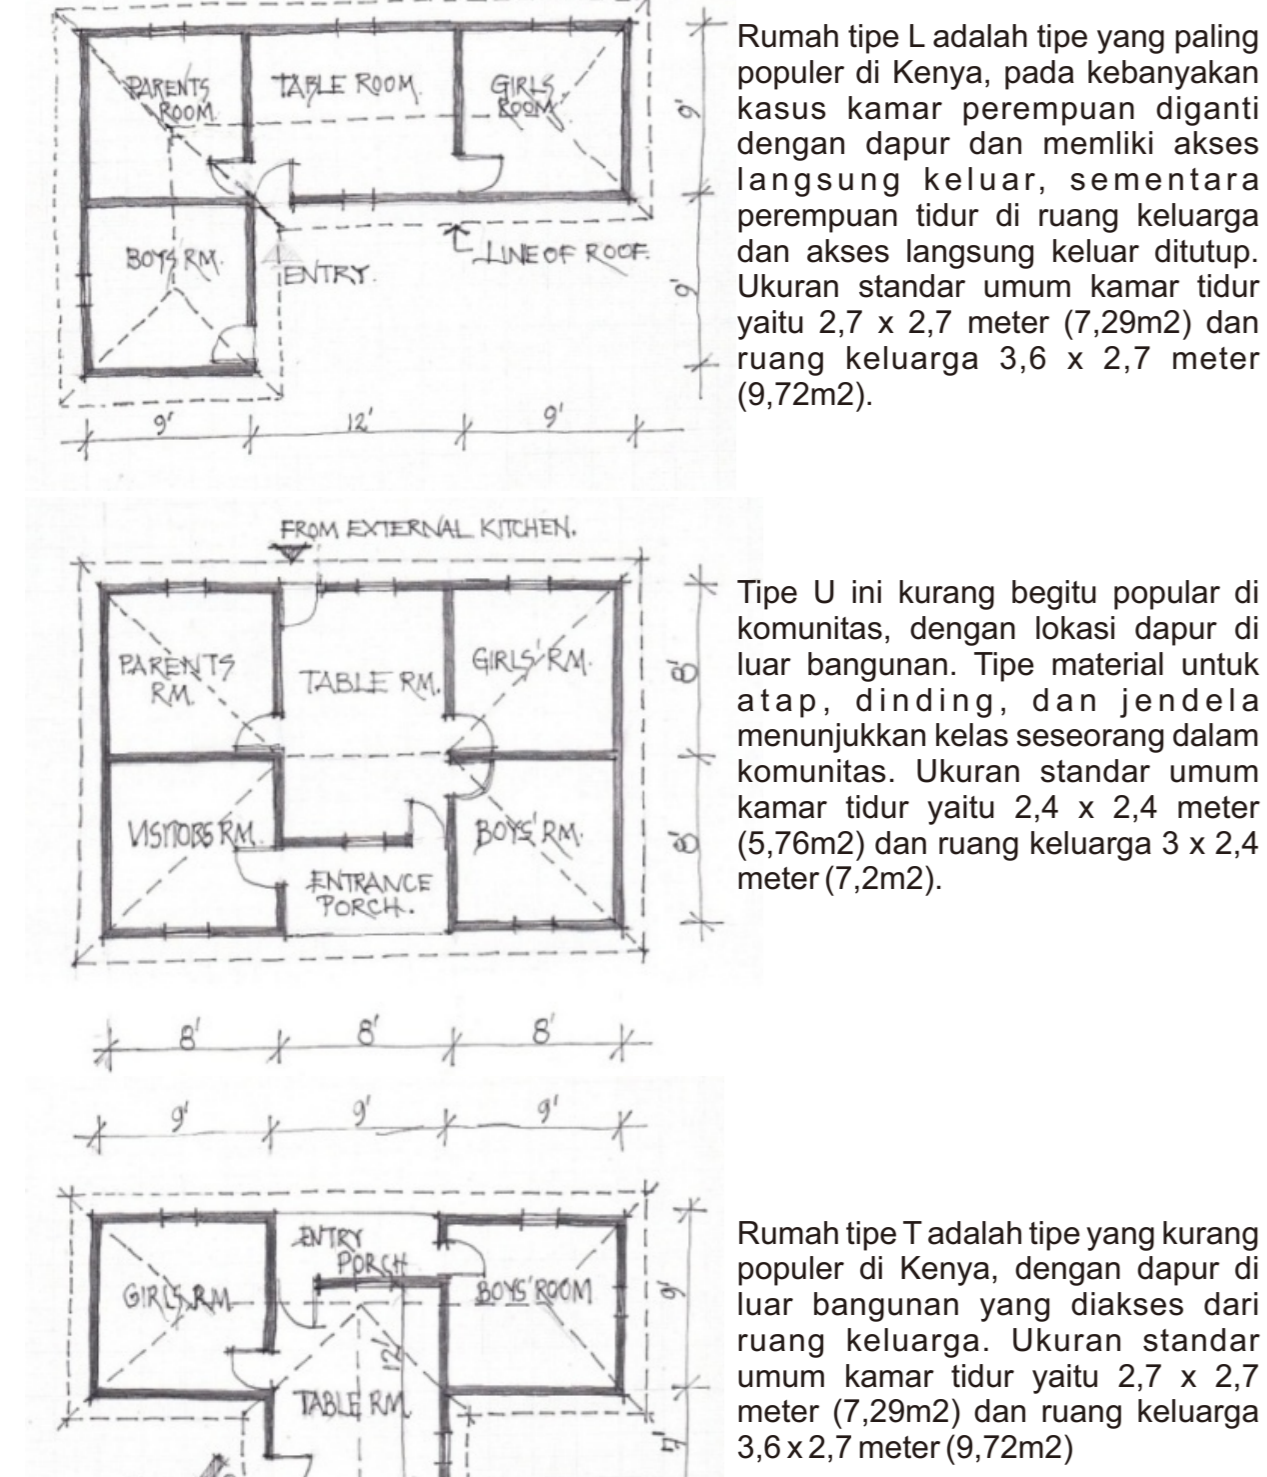 PARENTS
ROOM
TABLE ROOM.
GIRLS
ROOM
BOYS RM.
ENTRY.
LINE OF ROOF.
9'
9'
9'
12'
9'
Rumah tipe L adalah tipe yang paling
populer di Kenya, pada kebanyakan
kasus kamar perempuan diganti
dengan dapur dan memliki akses
langsung keluar, sementara
perempuan tidur di ruang keluarga
dan akses langsung keluar ditutup.
Ukuran standar umum kamar tidur
yaitu 2,7 x 2,7 meter (7,29m2) dan
ruang keluarga 3,6 x 2,7 meter
(9,72m2).
FROM EXTERNAL KITCHEN.
PARENTS
RM.
TABLE RM.
GIRLS' RM.
VISITORS RM.
BOYS' RM.
ENTRANCE
PORCH.
8'
8'
8'
8'
8'
Tipe U ini kurang begitu popular di
komunitas, dengan lokasi dapur di
luar bangunan. Tipe material untuk
atap, dinding, dan jendela
menunjukkan kelas seseorang dalam
komunitas. Ukuran standar umum
kamar tidur yaitu 2,4 x 2,4 meter
(5,76m2) dan ruang keluarga 3 x 2,4
meter (7,2m2).
9'
9'
9'
ENTRY
PORCH
GIRLS RM
BOYS' ROOM
9'
12'
TABLE RM.
Rumah tipe T adalah tipe yang kurang
populer di Kenya, dengan dapur di
luar bangunan yang diakses dari
ruang keluarga. Ukuran standar
umum kamar tidur yaitu 2,7 x 2,7
meter (7,29m2) dan ruang keluarga
3,6 x 2,7 meter (9,72m2)